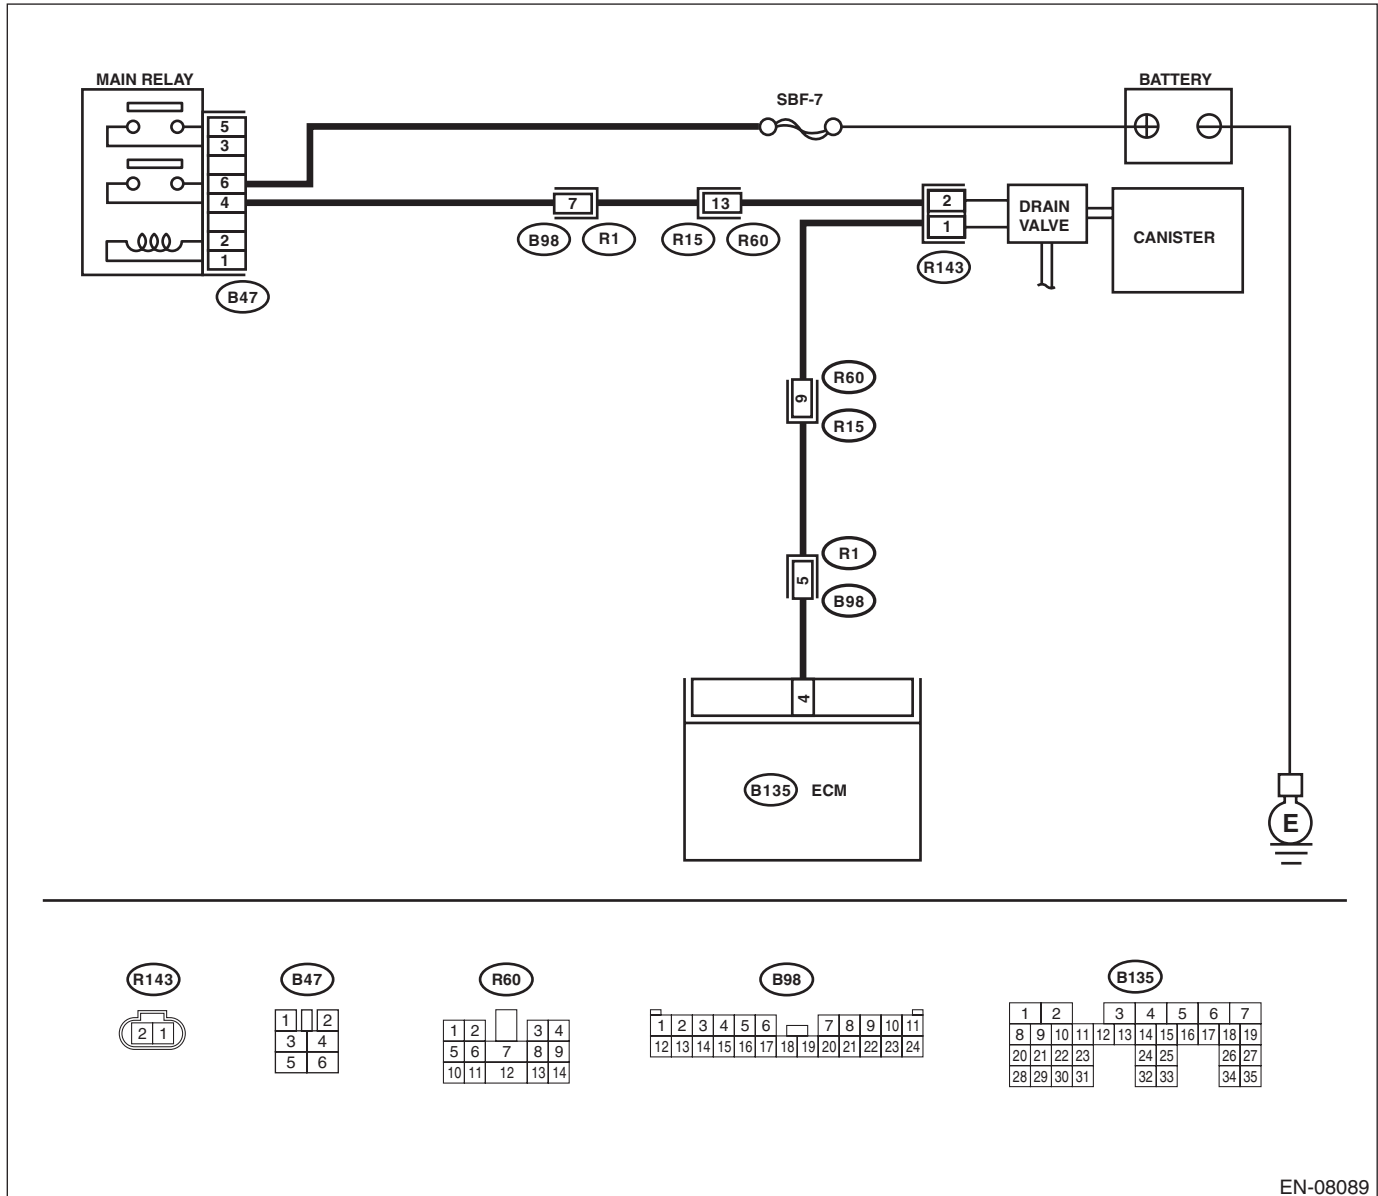 MAIN RELAY
SBF-7
BATTERY
5
3
6
4
2
1
B47
7
B98 R1
13
R15 R60
2
1
R143
DRAIN
VALVE
CANISTER
R60
9
R15
R1
5
B98
4
B135 ECM
E
R143
2 1
B47
1 2
3 4
5 6
R60
1 2 3 4
5 6 7 8 9
10 11 12 13 14
B98
1 2 3 4 5 6 7 8 9 10 11
12 13 14 15 16 17 18 19 20 21 22 23 24
B135
1 2 3 4 5 6 7
8 9 10 11 12 13 14 15 16 17 18 19
20 21 22 23 24 25 26 27
28 29 30 31 32 33 34 35
EN-08089